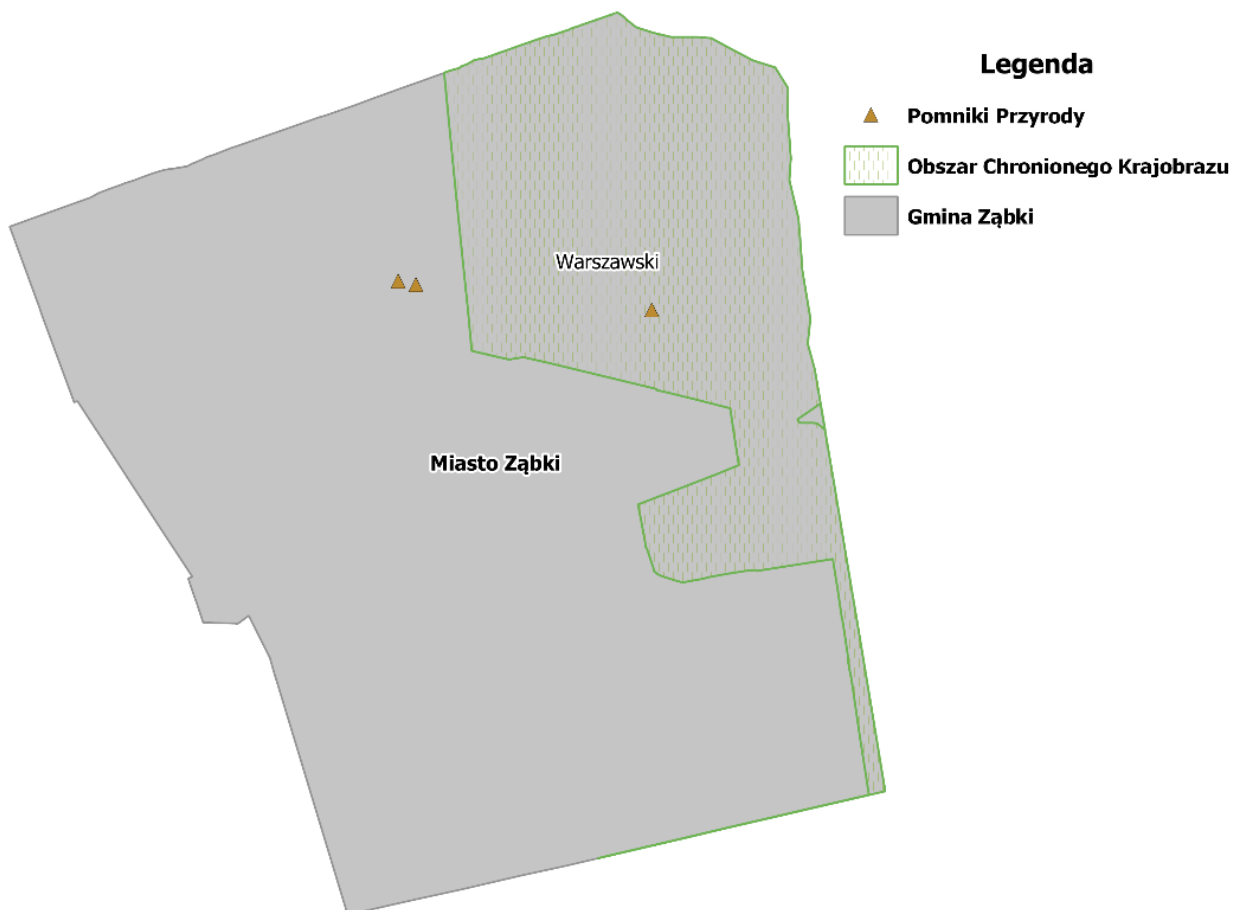 Legenda
Pomniki Przyrody
Obszar Chronionego Krajobrazu
Gmina Ząbki
Warszawski
Miasto Ząbki